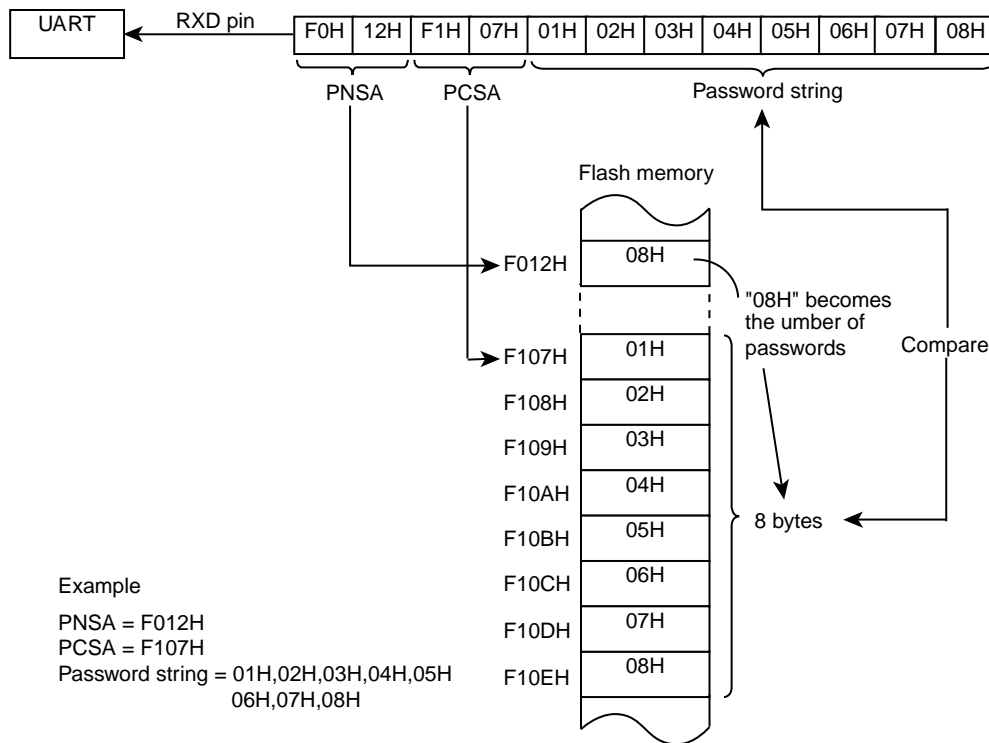 UART
RXD pin
F0H 12H F1H 07H 01H 02H 03H 04H 05H 06H 07H 08H
PNSA PCSA Password string
Flash memory
F012H 08H
"08H" becomes
the umber of
passwords
Compare
F107H 01H
F108H 02H
F109H 03H
F10AH 04H
F10BH 05H
8 bytes
F10CH 06H
F10DH 07H
F10EH 08H
Example
PNSA = F012H
PCSA = F107H
Password string = 01H,02H,03H,04H,05H
06H,07H,08H